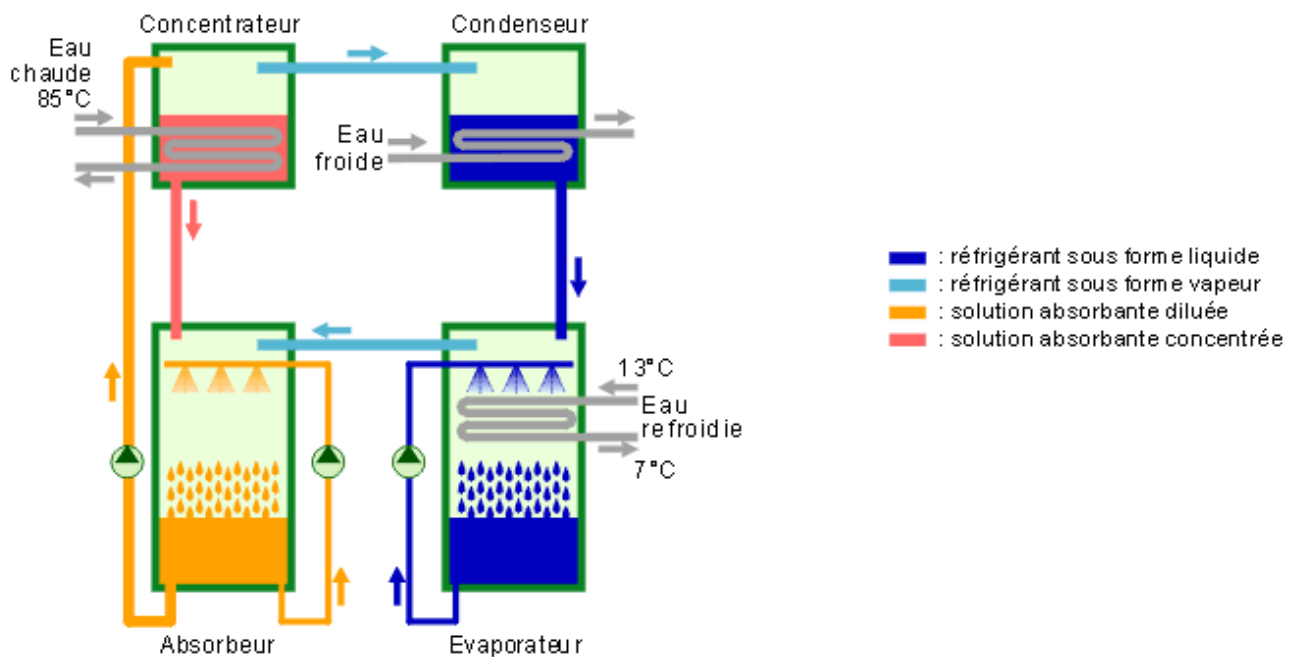 Concentrateur
Condenseur
Eau
chaude
85°C
Eau
froide
: réfrigérant sous forme liquide
: réfrigérant sous forme vapeur
: solution absorbante diluée
: solution absorbante concentrée
13°C
Eau
refroidie
7°C
Absorbeur
Evaporateur